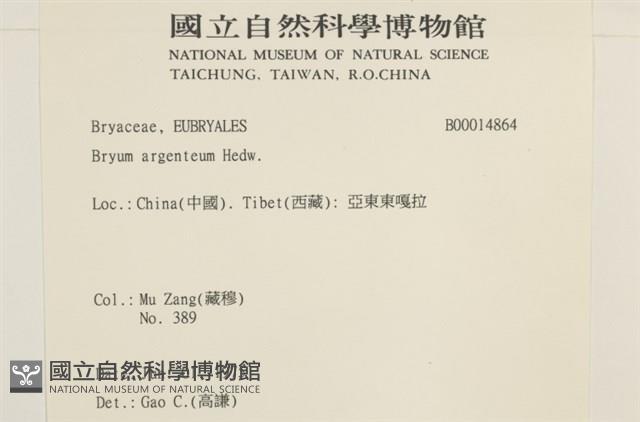 國立自然科學博物館
NATIONAL MUSEUM OF NATURAL SCIENCE
TAICHUNG, TAIWAN, R.O.CHINA
Bryaceae, EUBRYALES B00014864
Bryum argenteum Hedw.
Loc.: China(中國). Tibet(西藏): 亞東東嘎拉
Col.: Mu Zang(藏穆)
No. 389
國立自然科學博物館
NATIONAL MUSEUM OF NATURAL SCIENCE
Det.: Gao C.(高謙)